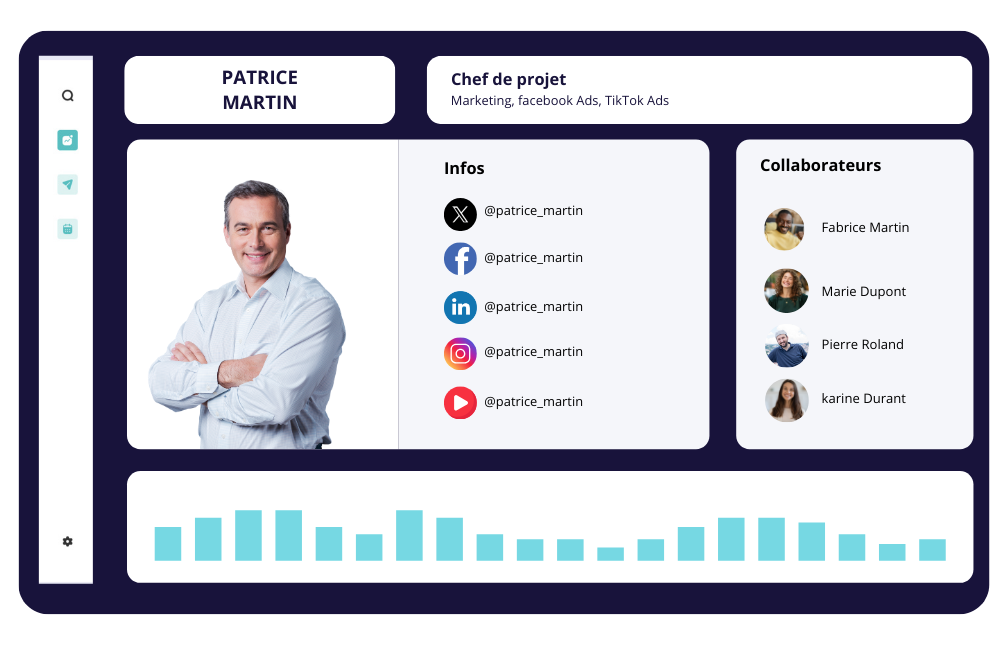 PATRICE
MARTIN
Chef de projet
Marketing, facebook Ads, TikTok Ads
Infos
@patrice_martin
@patrice_martin
@patrice_martin
@patrice_martin
@patrice_martin
Collaborateurs
Fabrice Martin
Marie Dupont
Pierre Roland
karine Durant